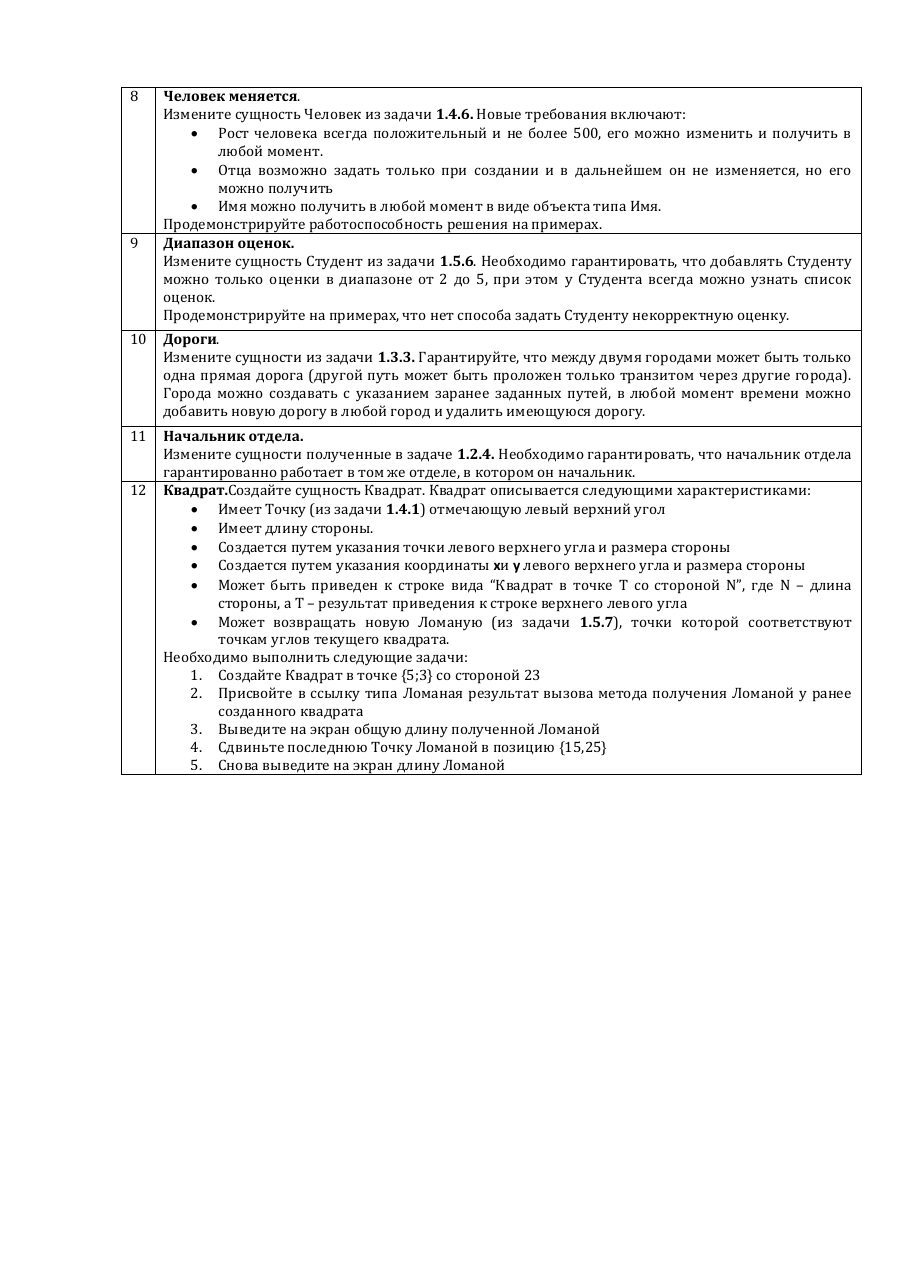 8 Человек меняется.
Измените сущность Человек из задачи 1.4.6. Новые требования включают:
• Рост человека всегда положительный и не более 500, его можно изменить и получить в
любой момент.
• Отца возможно задать только при создании и в дальнейшем он не изменяется, но его
можно получить
• Имя можно получить в любой момент в виде объекта типа Имя.
Продемонстрируйте работоспособность решения на примерах.
9 Диапазон оценок.
Измените сущность Студент из задачи 1.5.6. Необходимо гарантировать, что добавлять Студенту
можно только оценки в диапазоне от 2 до 5, при этом у Студента всегда можно узнать список
оценок.
Продемонстрируйте на примерах, что нет способа задать Студенту некорректную оценку.
10 Дороги.
Измените сущности из задачи 1.3.3. Гарантируйте, что между двумя городами может быть только
одна прямая дорога (другой путь может быть проложен только транзитом через другие города).
Города можно создавать с указанием заранее заданных путей, в любой момент времени можно
добавить новую дорогу в любой город и удалить имеющуюся дорогу.
11 Начальник отдела.
Измените сущности полученные в задаче 1.2.4. Необходимо гарантировать, что начальник отдела
гарантированно работает в том же отделе, в котором он начальник.
12 Квадрат.Создайте сущность Квадрат. Квадрат описывается следующими характеристиками:
• Имеет Точку (из задачи 1.4.1) отмечающую левый верхний угол
• Имеет длину стороны.
• Создается путем указания точки левого верхнего угла и размера стороны
• Создается путем указания координаты xи y левого верхнего угла и размера стороны
• Может быть приведен к строке вида “Квадрат в точке T со стороной N”, где N – длина
стороны, а T – результат приведения к строке верхнего левого угла
• Может возвращать новую Ломаную (из задачи 1.5.7), точки которой соответствуют
точкам углов текущего квадрата.
Необходимо выполнить следующие задачи:
1. Создайте Квадрат в точке {5;3} со стороной 23
2. Присвойте в ссылку типа Ломаная результат вызова метода получения Ломаной у ранее
созданного квадрата
3. Выведите на экран общую длину полученной Ломаной
4. Сдвиньте последнюю Точку Ломаной в позицию {15,25}
5. Снова выведите на экран длину Ломаной